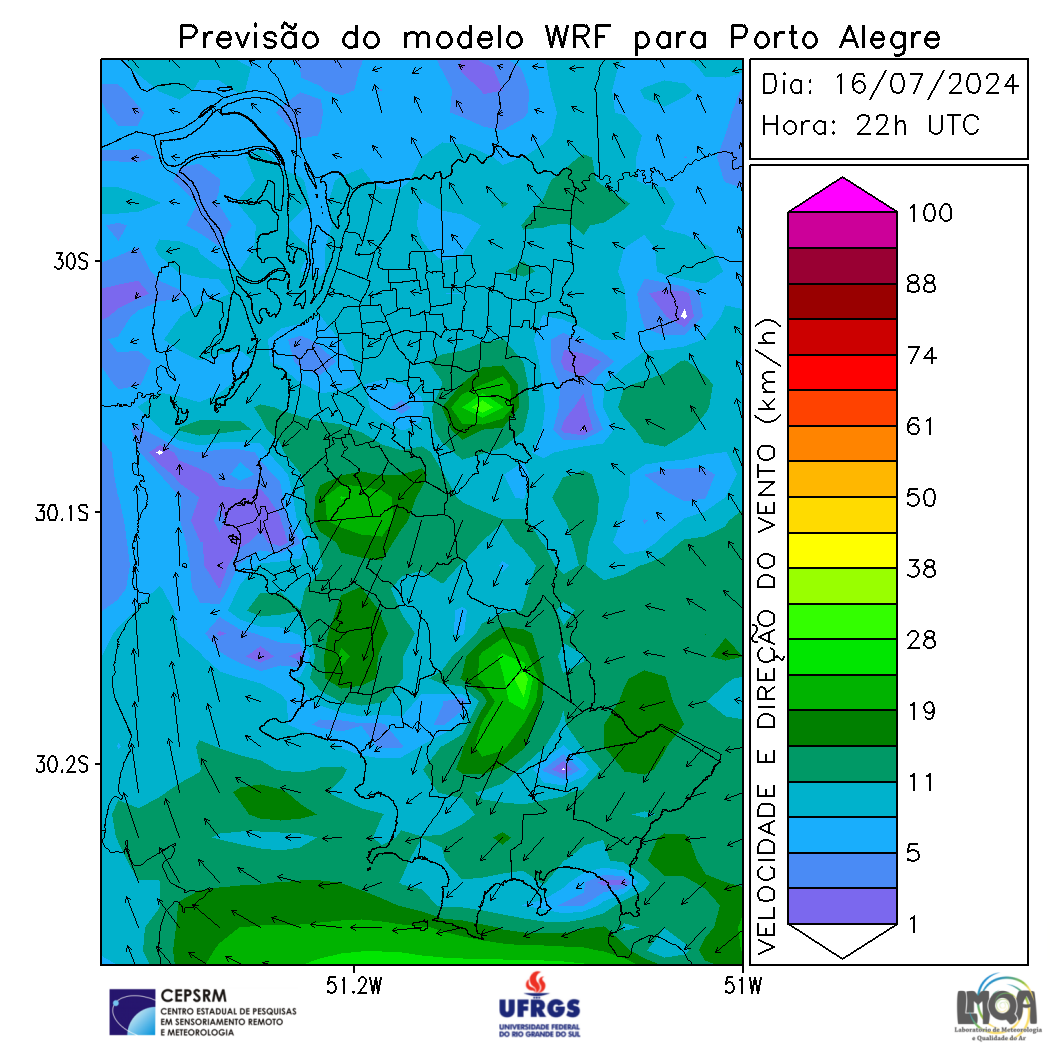 Previsão do modelo WRF para Porto Alegre
Dia: 16/07/2024
Hora: 22h UTC
30S
30.1S
30.2S
51.2W
51W
VELOCIDADE E DIREÇÃO DO VENTO (km/h)
100
88
74
61
50
38
28
19
11
5
1
CEPSRM
CENTRO ESTADUAL DE PESQUISAS
EM SENSORIAMENTO REMOTO
E METEOROLOGIA
UFRGS
UNIVERSIDADE FEDERAL
DO RIO GRANDE DO SUL
LMQA
Laboratório de Meteorologia
e Qualidade do Ar